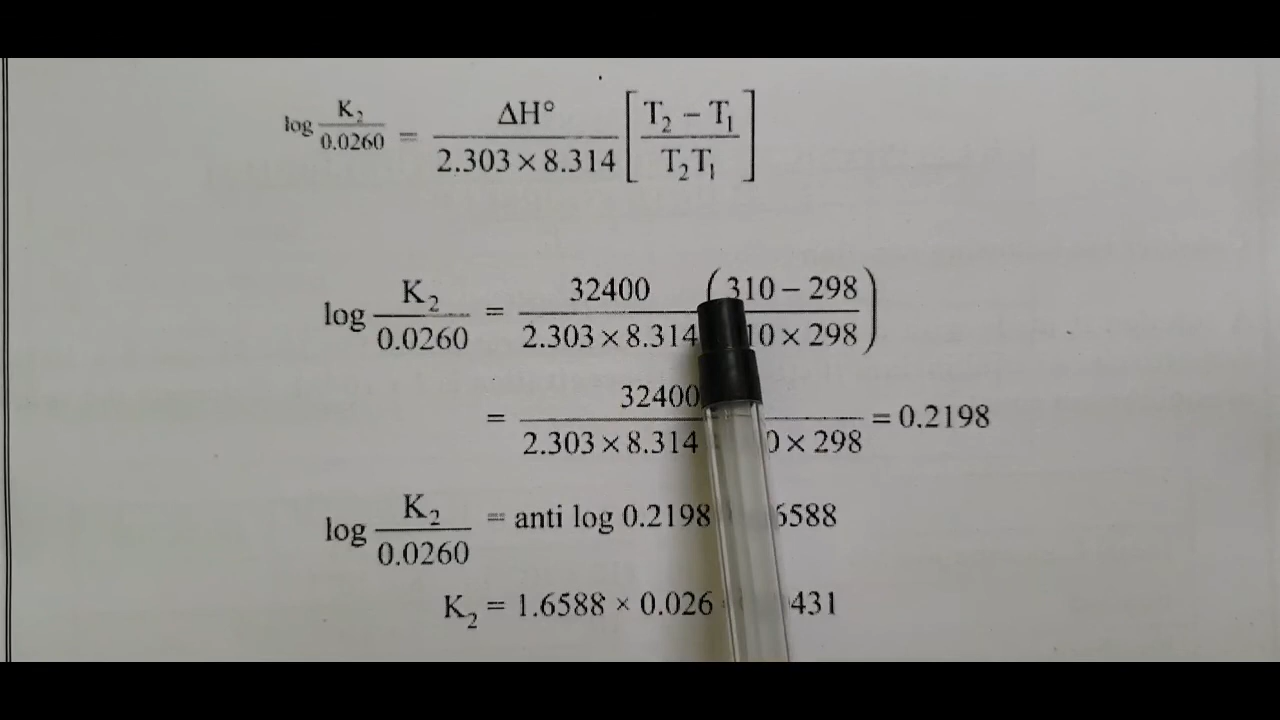 log K₂/0.0260 = ΔH°/(2.303 × 8.314) [(T₂ − T₁)/(T₂T₁)]
log K₂/0.0260 = 32400/(2.303 × 8.314 (310 − 298)/(10 × 298)
= 32400/(2.303 × 8.314 × 298) = 0.2198
log K₂/0.0260 = anti log 0.2198 6588
K₂ = 1.6588 × 0.026 431